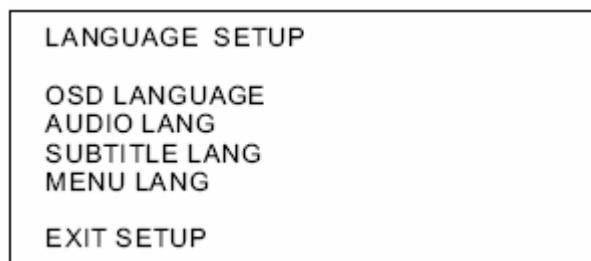 LANGUAGE SETUP
OSD LANGUAGE
AUDIO LANG
SUBTITLE LANG
MENU LANG
EXIT SETUP